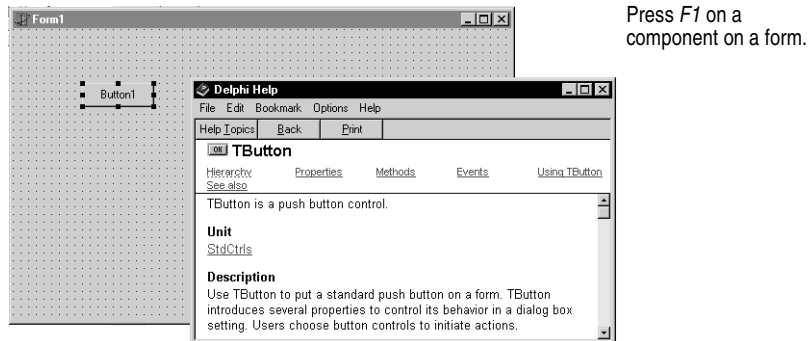 Form1
Press F1 on a
component on a form.
Button1
Delphi Help
File Edit Bookmark Options Help
Help Topics Back Print
OK TButton
Hierarchy Properties Methods Events Using TButton
See also
TButton is a push button control.
Unit
StdCtrls
Description
Use TButton to put a standard push button on a form. TButton
introduces several properties to control its behavior in a dialog box
setting. Users choose button controls to initiate actions.